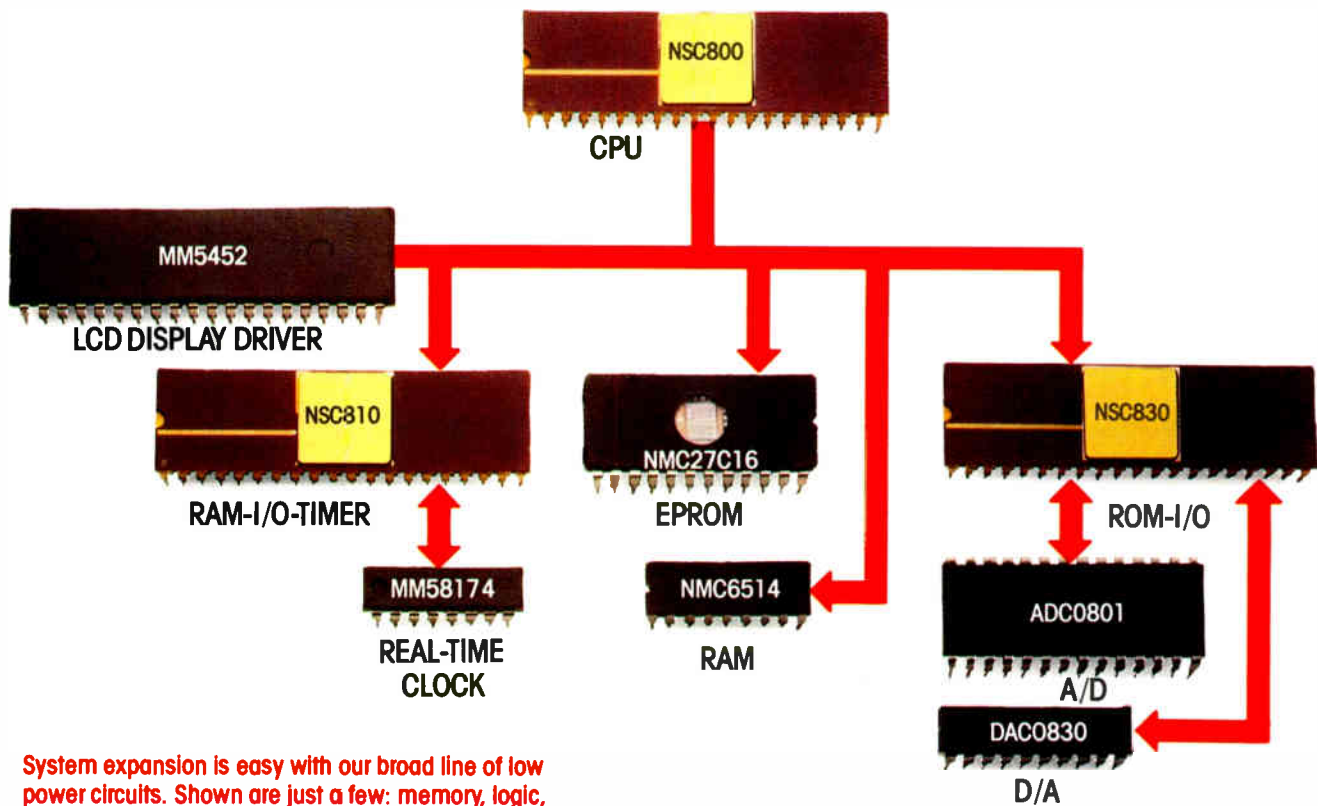 NSC800
CPU
MM5452
LCD DISPLAY DRIVER
NSC810
RAM-I/O-TIMER
NMC27C16
EPROM
NSC830
ROM-I/O
MM58174
REAL-TIME
CLOCK
NMC6514
RAM
ADC0801
A/D
DAC0830
D/A
System expansion is easy with our broad line of low
power circuits. Shown are just a few: memory, logic,